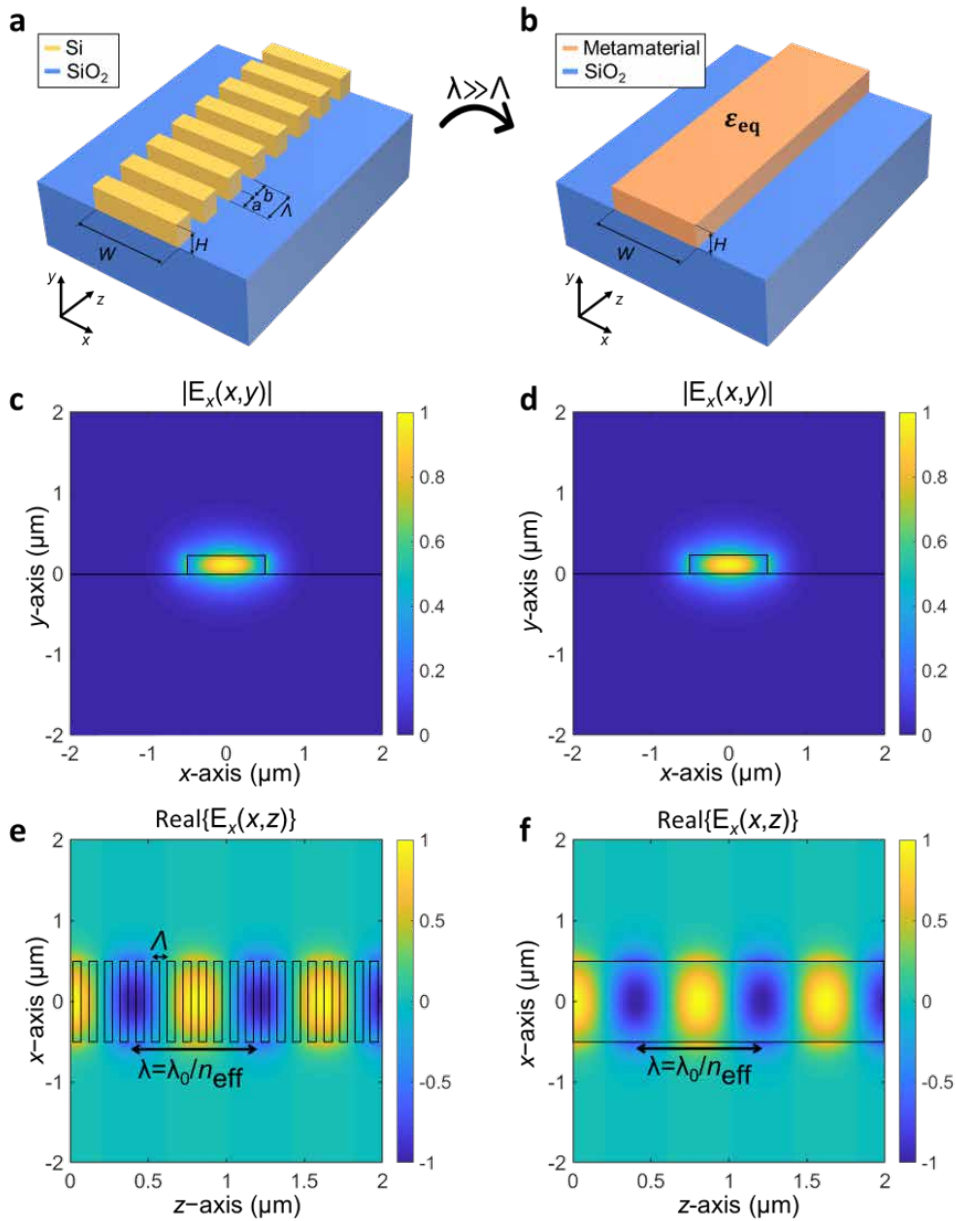 a
Si
SiO₂
a
b
Λ
W
H
y
z
x
λ≫Λ
b
Metamaterial
SiO₂
εeq
W
H
y
z
x
c
|Eₓ(x,y)|
2
1
0
-1
-2
y-axis (µm)
-2 -1 0 1 2
x-axis (µm)
1
0.8
0.6
0.4
0.2
0
d
|Eₓ(x,y)|
2
1
0
-1
-2
y-axis (µm)
-2 -1 0 1 2
x-axis (µm)
1
0.8
0.6
0.4
0.2
0
e
Real{Eₓ(x,z)}
2
1
0
-1
-2
x-axis (µm)
Λ
λ=λ₀/neff
0 0.5 1 1.5 2
z−axis (µm)
1
0.5
0
-0.5
-1
f
Real{Eₓ(x,z)}
2
1
0
-1
-2
x-axis (µm)
λ=λ₀/neff
0 0.5 1 1.5 2
z-axis (µm)
1
0.5
0
-0.5
-1